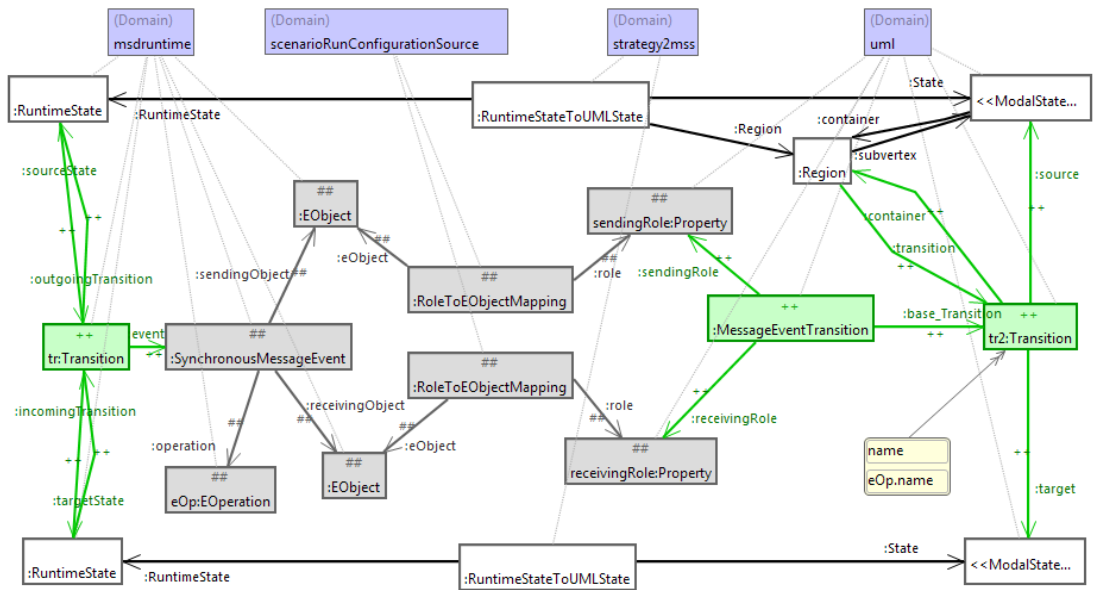 (Domain)
msdruntime
(Domain)
scenarioRunConfigurationSource
(Domain)
strategy2mss
(Domain)
uml
:RuntimeState
:RuntimeState
:RuntimeStateToUMLState
:State
<<ModalState...
:Region
:container
:subvertex
:Region
:sourceState
++
++
##
:EObject
##
sendingRole:Property
:source
++
:container
++
:transition
++
:outgoingTransition
:sendingObject
##
##
:eObject
##
:RoleToEObjectMapping
##
:role
:sendingRole
++
++
tr:Transition
event
++
##
:SynchronousMessageEvent
++
:MessageEventTransition
:base_Transition
++
++
tr2:Transition
##
:RoleToEObjectMapping
:incomingTransition
++
++
:receivingObject
##
##
:operation
##
:eObject
:role
##
++
:receivingRole
##
eOp:EOperation
##
:EObject
##
receivingRole:Property
name
eOp.name
++
:target
:targetState
:RuntimeState
:RuntimeState
:RuntimeStateToUMLState
:State
<<ModalState...